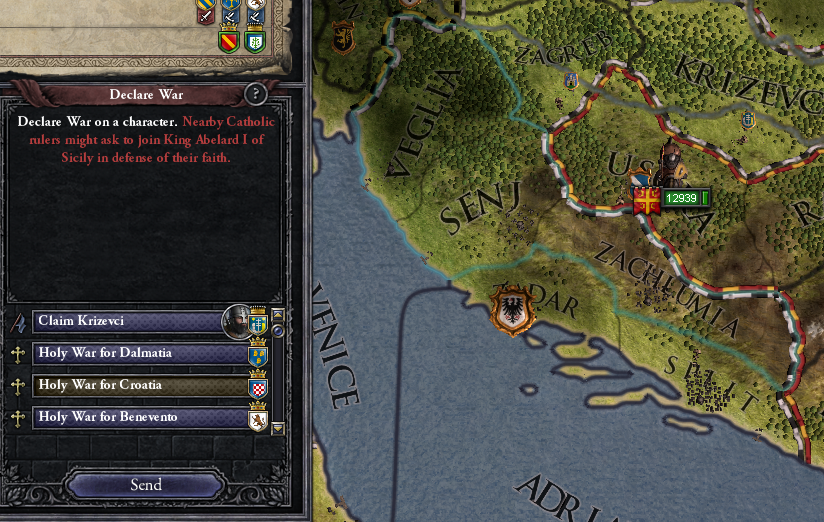 Declare War
?
Declare War on a character. Nearby Catholic
rulers might ask to join King Abelard I of
Sicily in defense of their faith.
Claim Krizevci
Holy War for Dalmatia
Holy War for Croatia
Holy War for Benevento
Send
ZAGREB
KRIZEVC
VEGLIA
SENJ
12939
ZACHLUMIA
ZADAR
SPLIT
VENICE
ADRIA